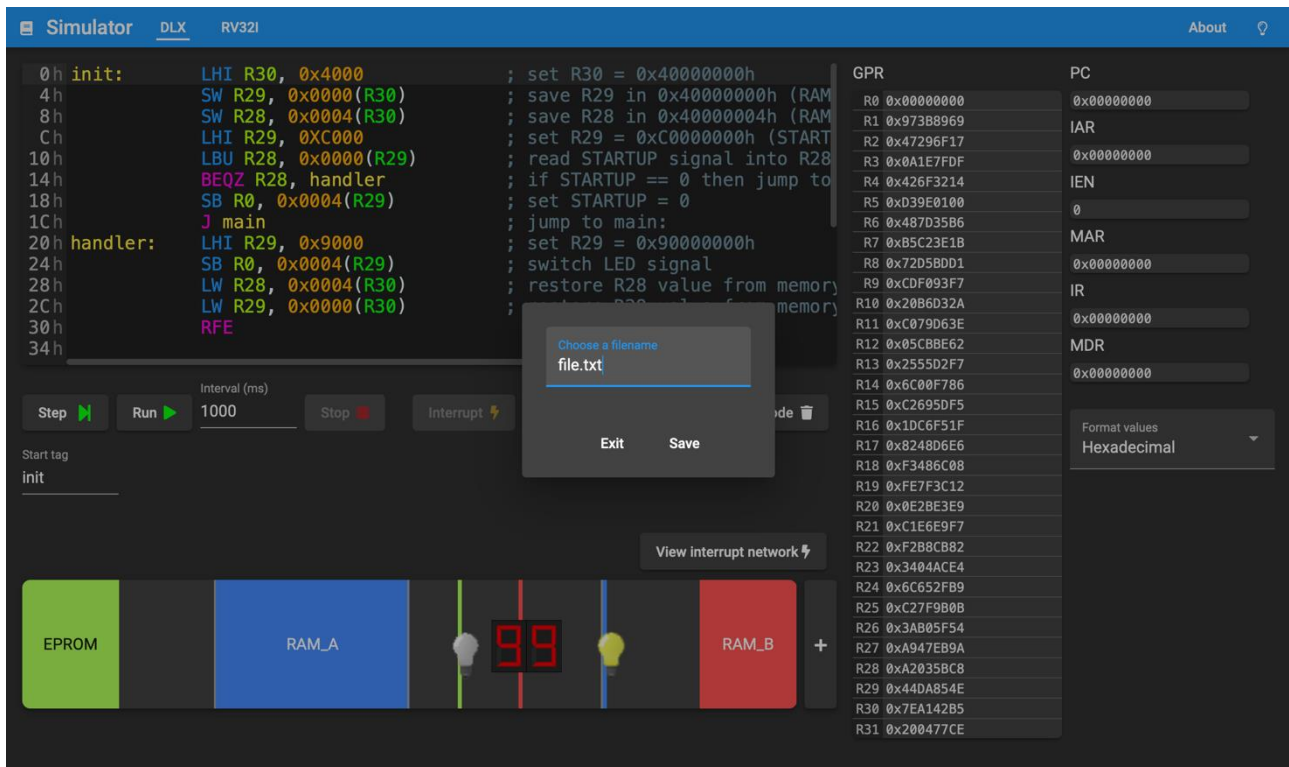 Simulator DLX RV32I About
0h init: LHI R30, 0x4000 ; set R30 = 0x40000000h
4h SW R29, 0x0000(R30) ; save R29 in 0x40000000h (RAM
8h SW R28, 0x0004(R30) ; save R28 in 0x40000004h (RAM
Ch LHI R29, 0XC000 ; set R29 = 0xC0000000h (START
10h LBU R28, 0x0000(R29) ; read STARTUP signal into R28
14h BEQZ R28, handler ; if STARTUP == 0 then jump to
18h SB R0, 0x0004(R29) ; set STARTUP = 0
1Ch J main ; jump to main:
20h handler: LHI R29, 0x9000 ; set R29 = 0x90000000h
24h SB R0, 0x0004(R29) ; switch LED signal
28h LW R28, 0x0004(R30) ; restore R28 value from memory
2Ch LW R29, 0x0000(R30) ; memory
30h RFE
34h
Choose a filename
file.txt
Exit Save
Step Run
Interval (ms)
1000
Stop Interrupt ode
Start tag
init
View interrupt network
EPROM RAM_A 99 RAM_B +
GPR
R0 0x00000000
R1 0x973B8969
R2 0x47296F17
R3 0x0A1E7FDF
R4 0x426F3214
R5 0xD39E0100
R6 0x487D35B6
R7 0xB5C23E1B
R8 0x72D5BDD1
R9 0xCDF093F7
R10 0x20B6D32A
R11 0xC079D63E
R12 0x05CBBE62
R13 0x2555D2F7
R14 0x6C00F786
R15 0xC2695DF5
R16 0x1DC6F51F
R17 0x8248D6E6
R18 0xF3486C08
R19 0xFE7F3C12
R20 0x0E2BE3E9
R21 0xC1E6E9F7
R22 0xF2B8CB82
R23 0x3404ACE4
R24 0x6C652FB9
R25 0xC27F9B0B
R26 0x3AB05F54
R27 0xA947EB9A
R28 0xA2035BC8
R29 0x44DA854E
R30 0x7EA142B5
R31 0x200477CE
PC
0x00000000
IAR
0x00000000
IEN
0
MAR
0x00000000
IR
0x00000000
MDR
0x00000000
Format values
Hexadecimal